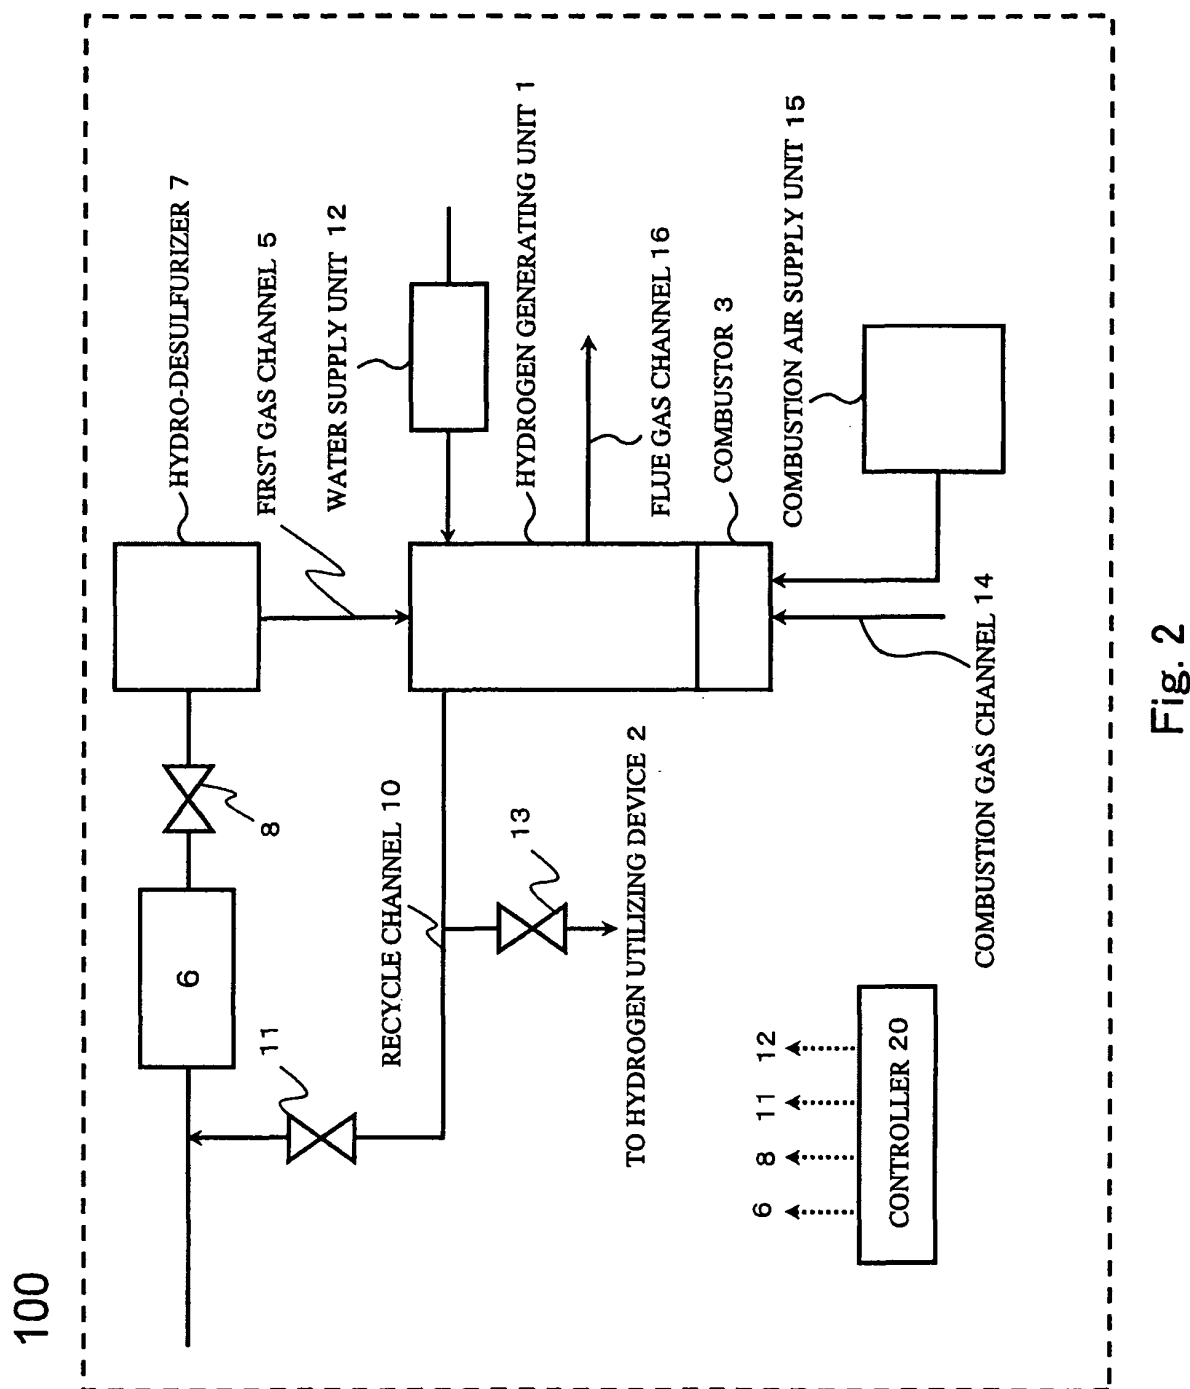 100
HYDRO-DESULFURIZER 7
FIRST GAS CHANNEL 5
WATER SUPPLY UNIT 12
HYDROGEN GENERATING UNIT 1
FLUE GAS CHANNEL 16
COMBUSTOR 3
COMBUSTION AIR SUPPLY UNIT 15
8
6
11
RECYCLE CHANNEL 10
13
TO HYDROGEN UTILIZING DEVICE 2
COMBUSTION GAS CHANNEL 14
6 8 11 12
CONTROLLER 20
Fig. 2